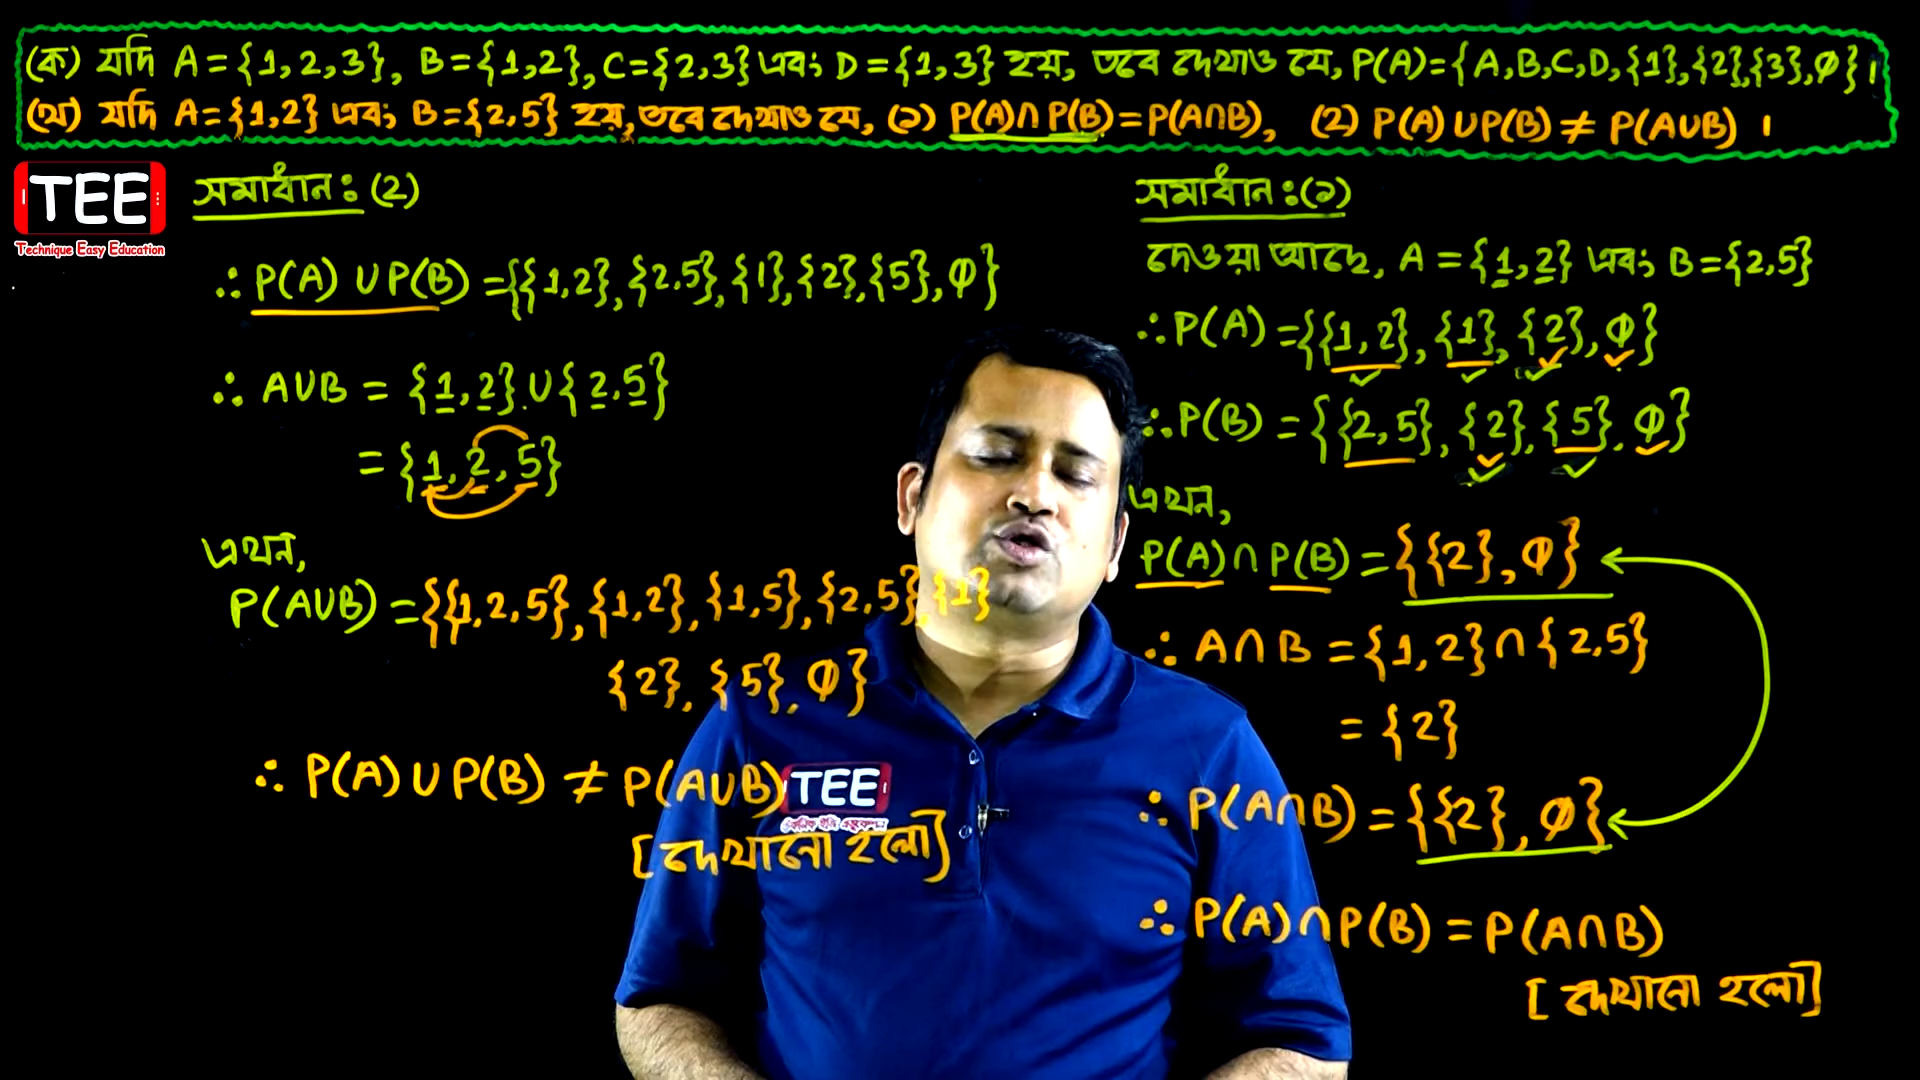 (ক) যদি A={1,2,3}, B={1,2}, C={2,3} এবং D={1,3} হয়, তবে দেখাও যে, P(A)={A,B,C,D,{1},{2},{3},Φ}।
(খ) যদি A={1,2} এবং B={2,5} হয়, তবে দেখাও যে, (১) P(A)∩P(B)=P(A∩B), (২) P(A)∪P(B)≠P(A∪B)।
TEE
Technique Easy Education
সমাধান: (২)
∴ P(A)∪P(B)={{1,2},{2,5},{1},{2},{5},Φ}
∴ A∪B = {1,2}∪{2,5}
= {1,2,5}
এখন,
P(A∪B)={{1,2,5},{1,2},{1,5},{2,5},{1}
{2},{5},Φ}
∴ P(A)∪P(B)≠P(A∪B)
[দেখানো হলো]
সমাধান:(১)
দেওয়া আছে, A={1,2} এবং B={2,5}
∴P(A)={{1,2},{1},{2},Φ}
∴P(B)={{2,5},{2},{5},Φ}
এখন,
P(A)∩P(B)={{2},Φ}
∴ A∩B={1,2}∩{2,5}
={2}
∴ P(A∩B)={{2},Φ}
∴ P(A)∩P(B)=P(A∩B)
[দেখানো হলো]
TEE